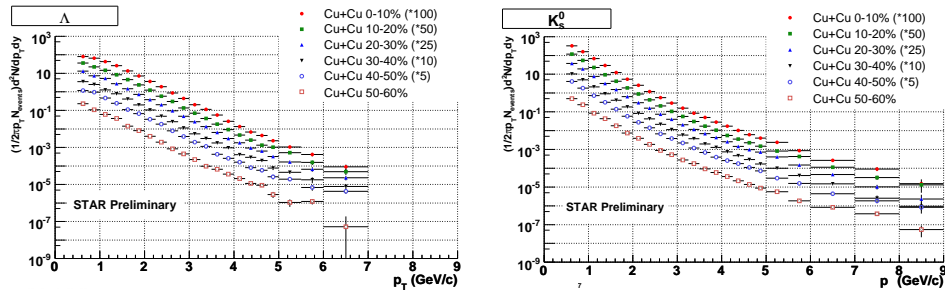 Λ
Cu+Cu 0-10% (*100)
Cu+Cu 10-20% (*50)
Cu+Cu 20-30% (*25)
Cu+Cu 30-40% (*10)
Cu+Cu 40-50% (*5)
Cu+Cu 50-60%
(1/2πp_T N_events)d²N/dp_T dy
10³
10
10⁻¹
10⁻³
10⁻⁵
10⁻⁷
10⁻⁹
STAR Preliminary
0 1 2 3 4 5 6 7 8 9
p_T (GeV/c)
K⁰_s
Cu+Cu 0-10% (*100)
Cu+Cu 10-20% (*50)
Cu+Cu 20-30% (*25)
Cu+Cu 30-40% (*10)
Cu+Cu 40-50% (*5)
Cu+Cu 50-60%
(1/2πp_T N_events)d²N/dp_T dy
10³
10
10⁻¹
10⁻³
10⁻⁵
10⁻⁷
10⁻⁹
STAR Preliminary
0 1 2 3 4 5 6 7 8 9
p (GeV/c)